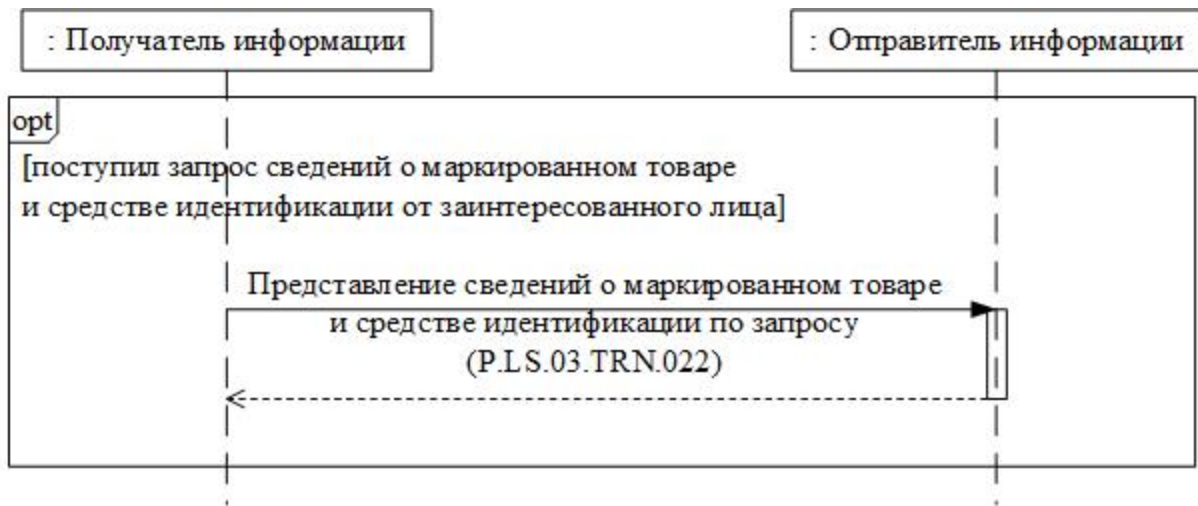 : Получатель информации
: Отправитель информации
opt
[поступил запрос сведений о маркированном товаре
и средстве идентификации от заинтересованного лица]
Представление сведений о маркированном товаре
и средстве идентификации по запросу
(P.LS.03.TRN.022)